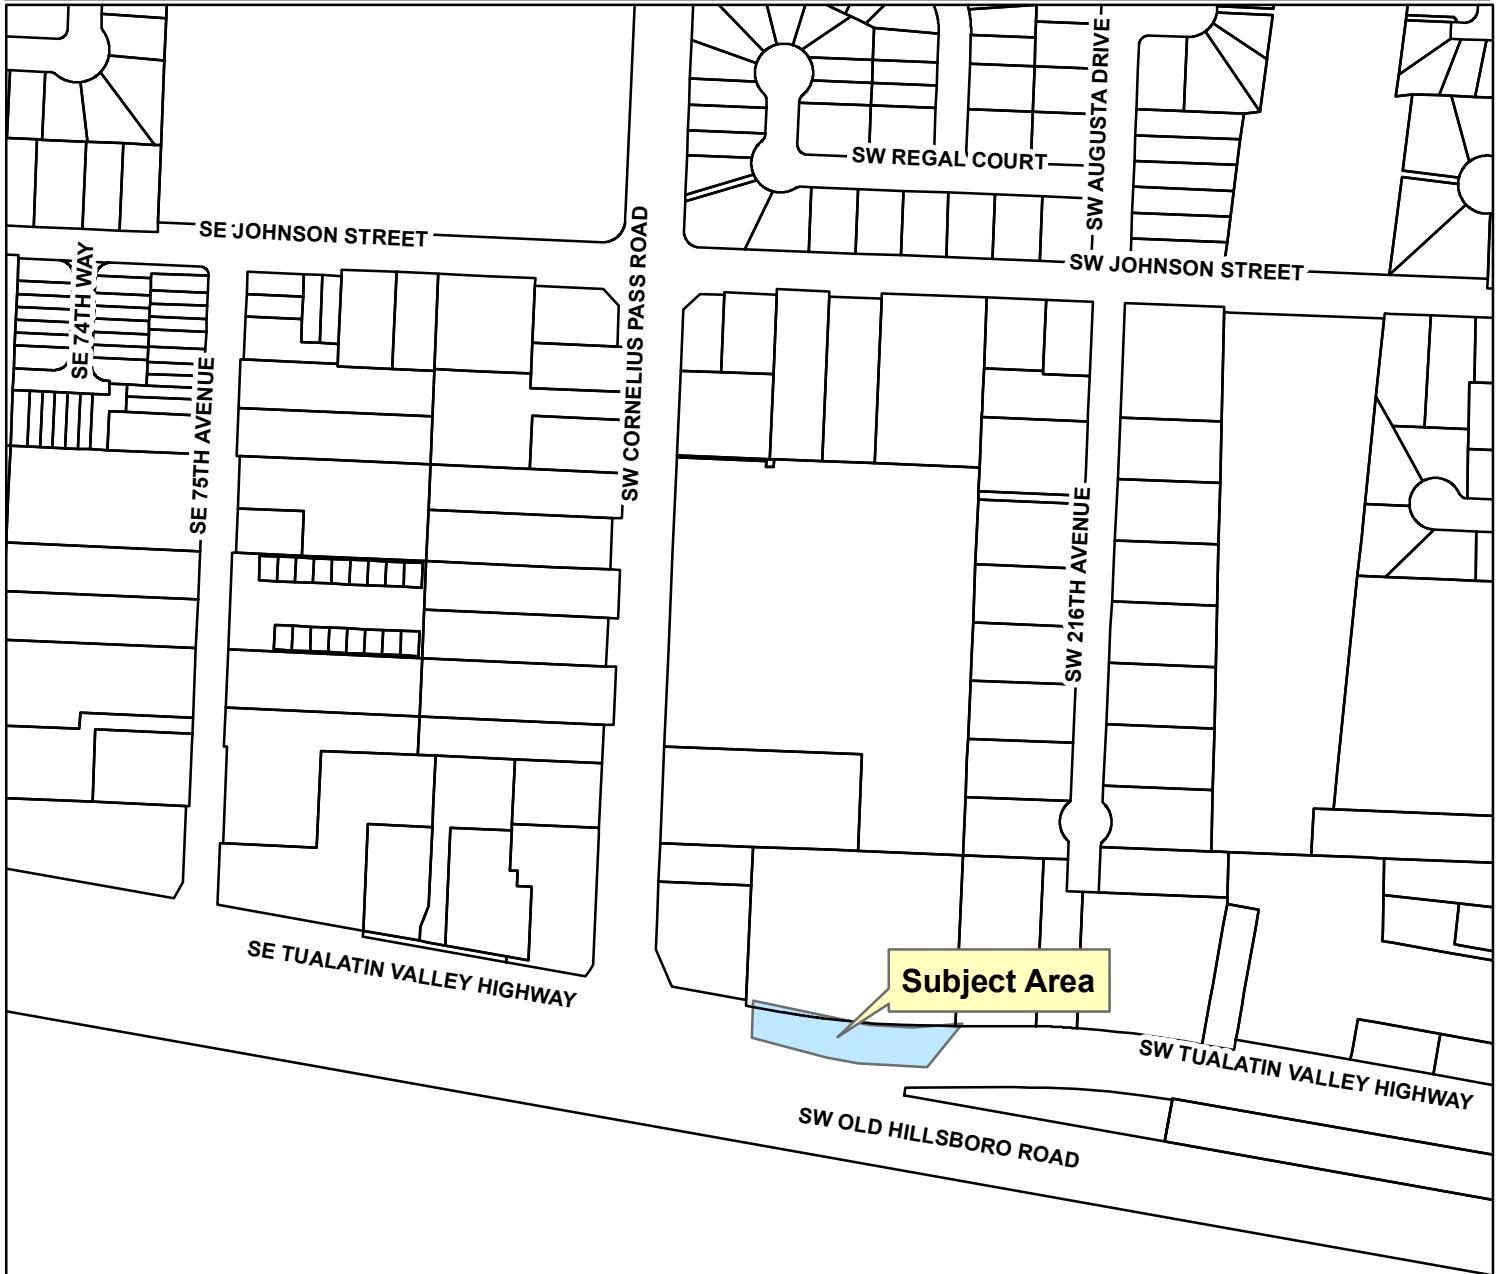 SW AUGUSTA DRIVE
SW REGAL COURT
SE JOHNSON STREET
SW JOHNSON STREET
SE 74TH WAY
SW CORNELIUS PASS ROAD
SE 75TH AVENUE
SW 216TH AVENUE
SE TUALATIN VALLEY HIGHWAY
Subject Area
SW TUALATIN VALLEY HIGHWAY
SW OLD HILLSBORO ROAD